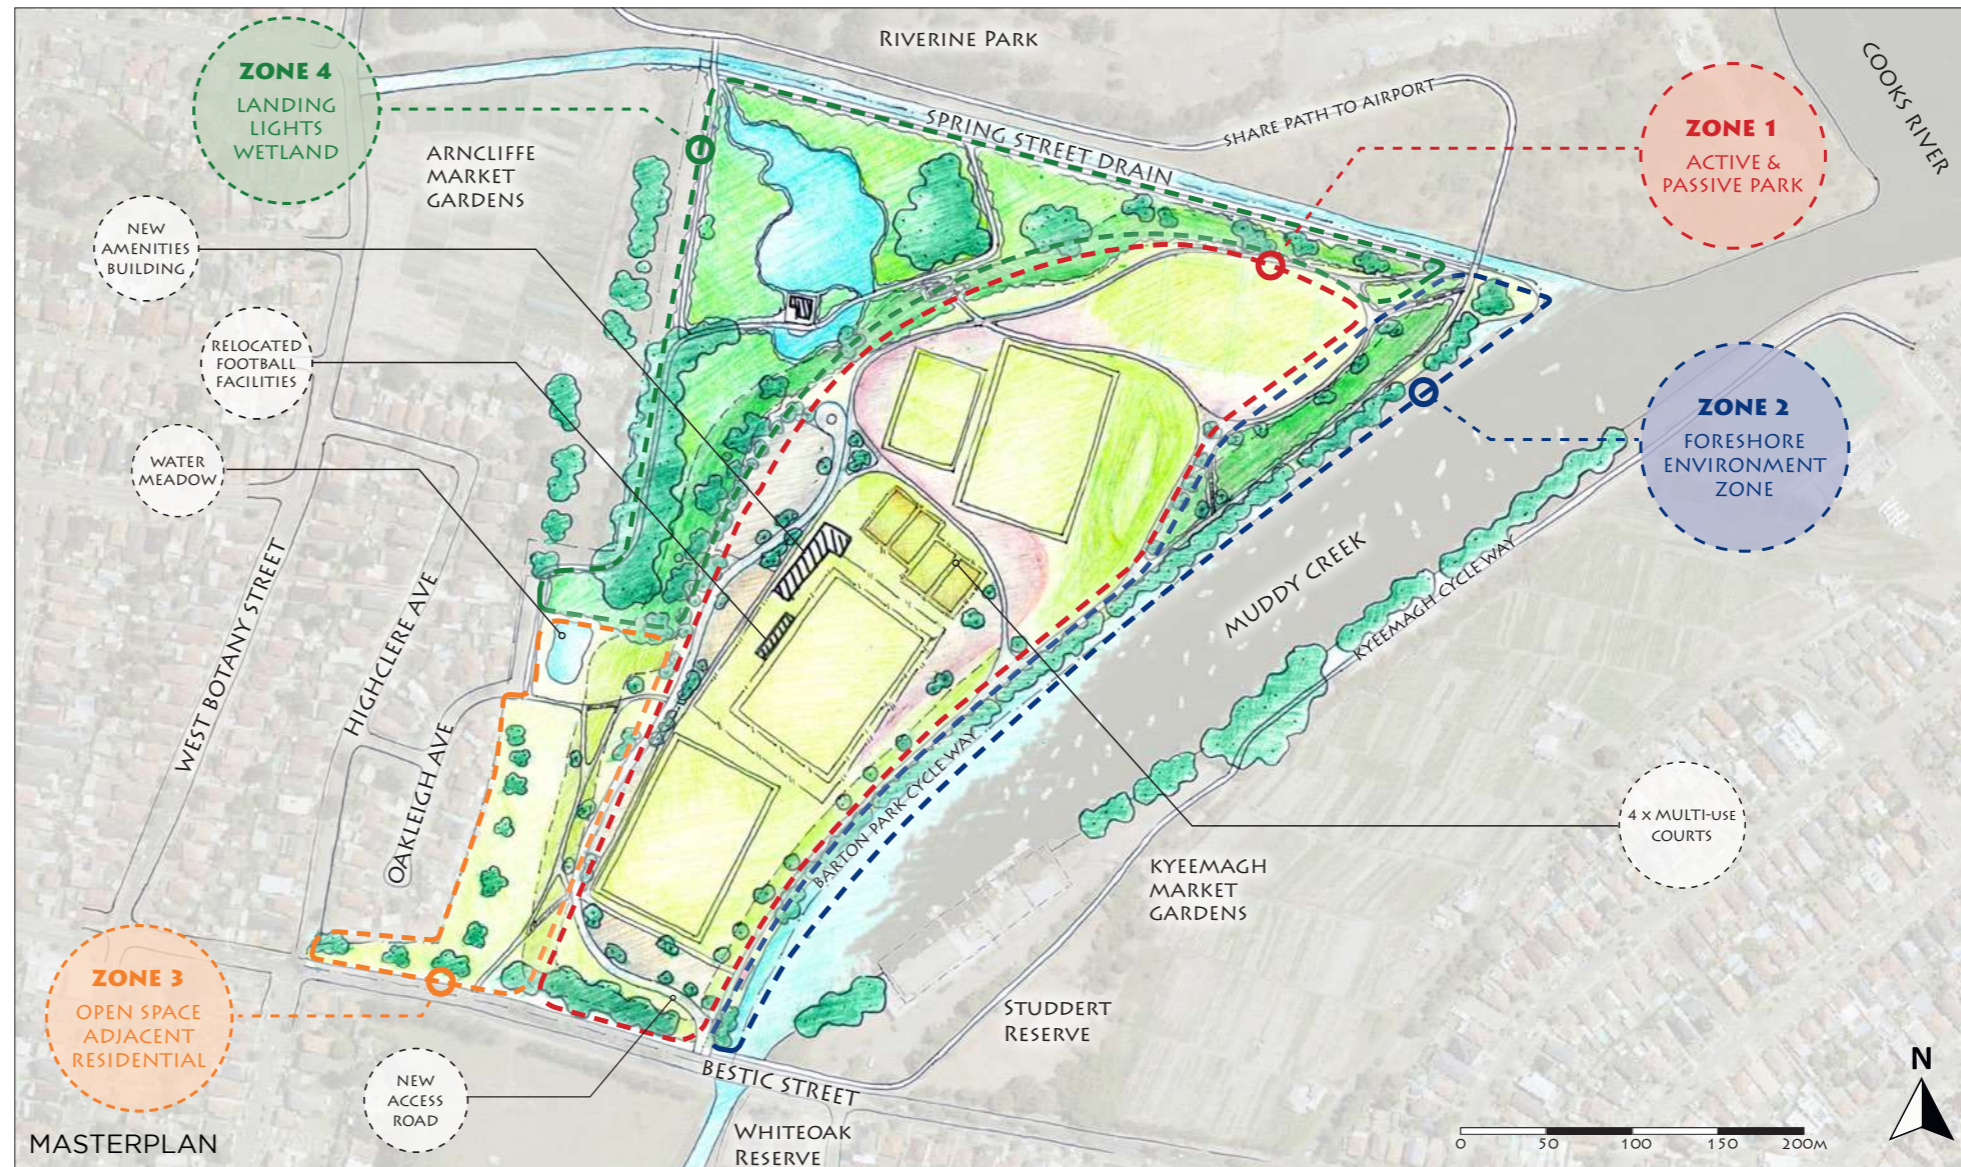 RIVERINE PARK
COOKS RIVER
ZONE 4
LANDING
LIGHTS
WETLAND
SHARE PATH TO AIRPORT
SPRING STREET DRAIN
ZONE 1
ACTIVE &
PASSIVE PARK
ARNCLIFFE
MARKET
GARDENS
NEW
AMENITIES
BUILDING
RELOCATED
FOOTBALL
FACILITIES
WATER
MEADOW
ZONE 2
FORESHORE
ENVIRONMENT
ZONE
MUDDY CREEK
KYEEMAGH CYCLEWAY
WEST BOTANY STREET
HIGHCLERE AVE
OAKLEIGH AVE
BARTON PARK CYCLEWAY
4 x MULTI-USE
COURTS
KYEEMAGH
MARKET
GARDENS
ZONE 3
OPEN SPACE
ADJACENT
RESIDENTIAL
STUDDERT
RESERVE
NEW
ACCESS
ROAD
BESTIC STREET
WHITEOAK
RESERVE
MASTERPLAN
0 50 100 150 200M
N